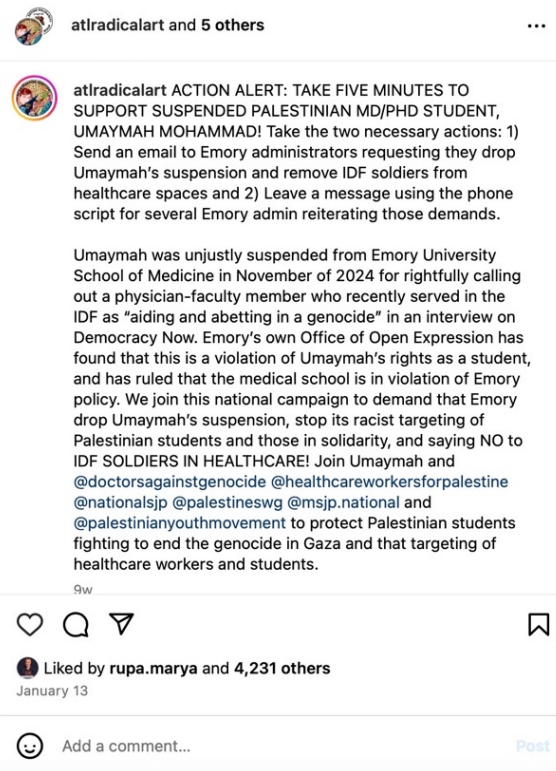 atlradicalart and 5 others
atlradicalart ACTION ALERT: TAKE FIVE MINUTES TO
SUPPORT SUSPENDED PALESTINIAN MD/PHD STUDENT,
UMAYMAH MOHAMMAD! Take the two necessary actions: 1)
Send an email to Emory administrators requesting they drop
Umaymah’s suspension and remove IDF soldiers from
healthcare spaces and 2) Leave a message using the phone
script for several Emory admin reiterating those demands.
Umaymah was unjustly suspended from Emory University
School of Medicine in November of 2024 for rightfully calling
out a physician-faculty member who recently served in the
IDF as “aiding and abetting in a genocide” in an interview on
Democracy Now. Emory’s own Office of Open Expression has
found that this is a violation of Umaymah’s rights as a student,
and has ruled that the medical school is in violation of Emory
policy. We join this national campaign to demand that Emory
drop Umaymah’s suspension, stop its racist targeting of
Palestinian students and those in solidarity, and saying NO to
IDF SOLDIERS IN HEALTHCARE! Join Umaymah and
@doctorsagainstgenocide @healthcareworkersforpalestine
@nationalsjp @palestineswg @msjp.national and
@palestinianyouthmovement to protect Palestinian students
fighting to end the genocide in Gaza and that targeting of
healthcare workers and students.
9w
Liked by rupa.marya and 4,231 others
January 13
Add a comment...
Post